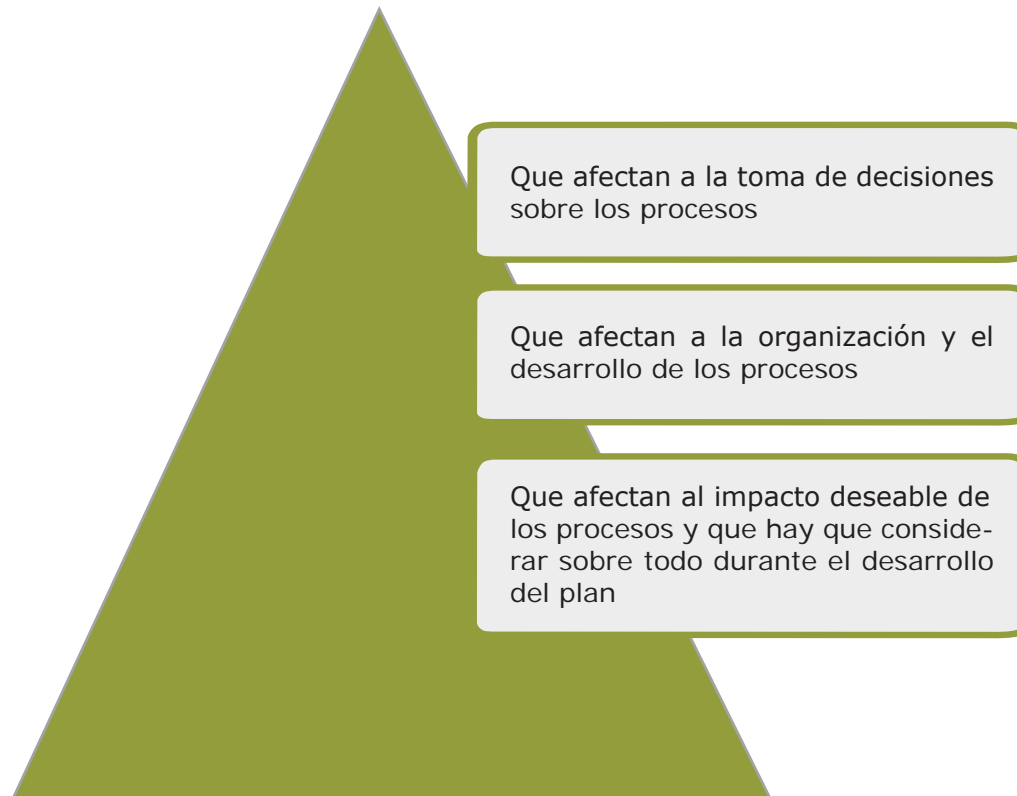 Que afectan a la toma de decisiones
sobre los procesos
Que afectan a la organización y el
desarrollo de los procesos
Que afectan al impacto deseable de
los procesos y que hay que conside-
rar sobre todo durante el desarrollo
del plan